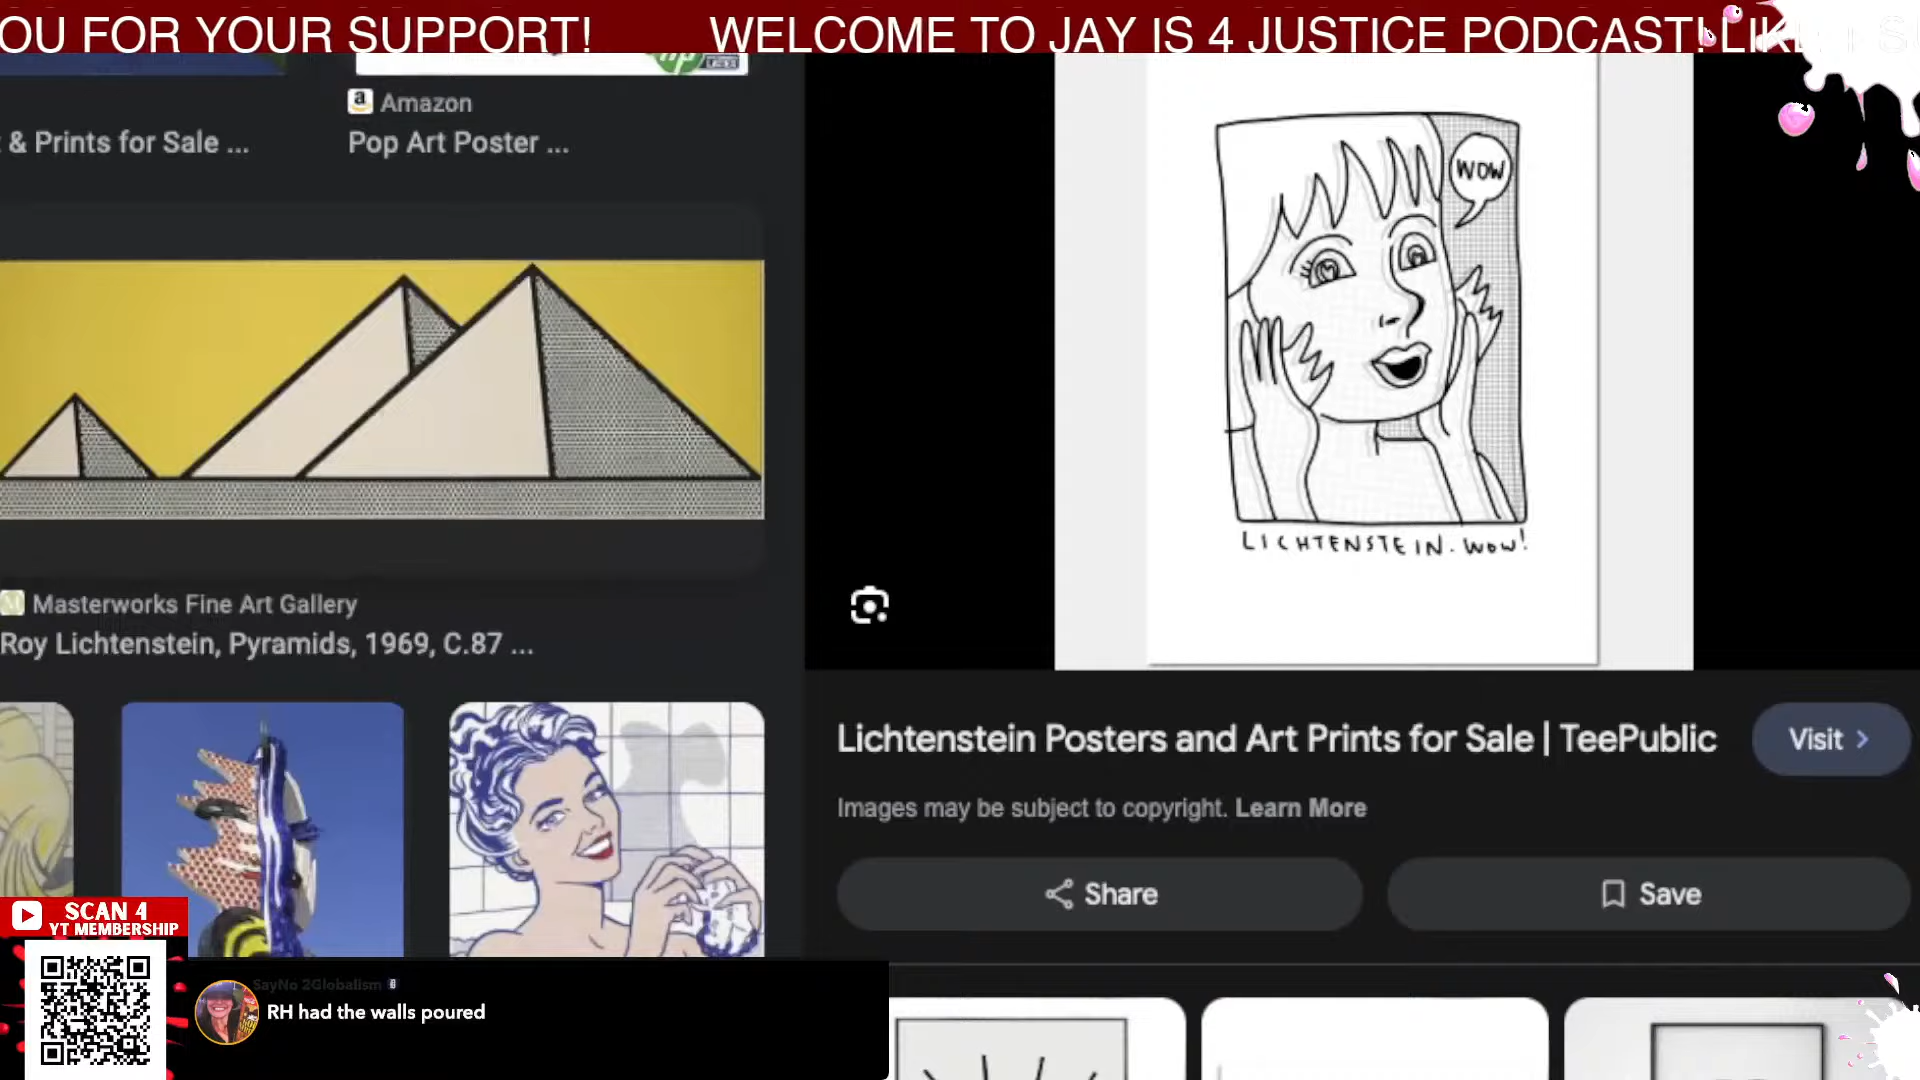 OU FOR YOUR SUPPORT!
WELCOME TO JAY IS 4 JUSTICE PODCAST! LIKE
Amazon
& Prints for Sale ...
Pop Art Poster ...
WOW
LICHTENSTEIN. WOW!
Masterworks Fine Art Gallery
Roy Lichtenstein, Pyramids, 1969, C.87 ...
Lichtenstein Posters and Art Prints for Sale | TeePublic
Visit >
Images may be subject to copyright. Learn More
Share
Save
SCAN 4
YT MEMBERSHIP
SayNo 2Globalism
RH had the walls poured